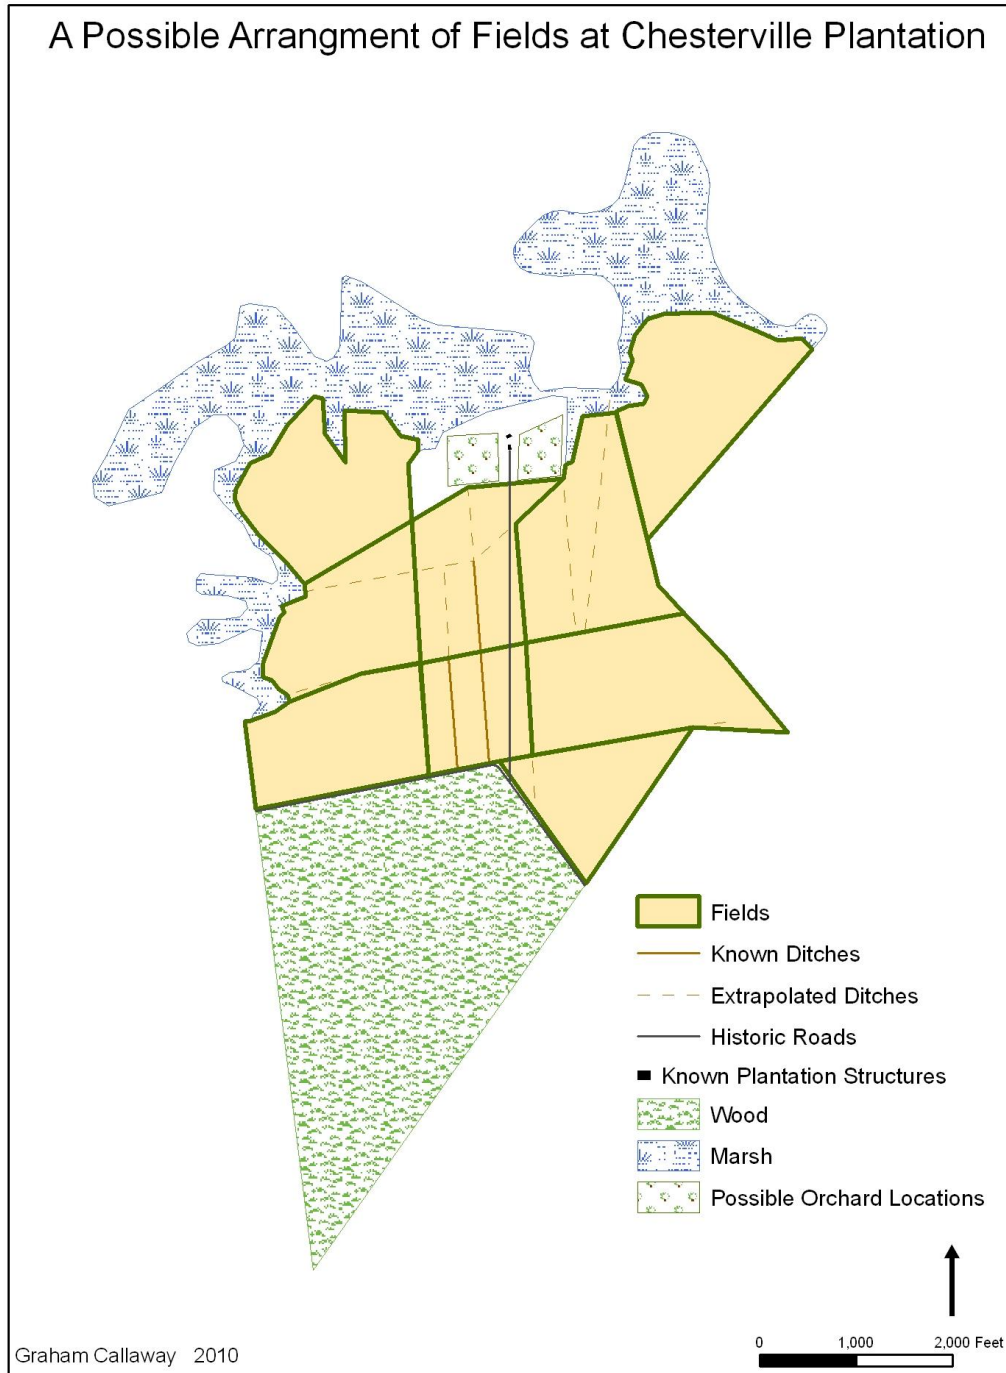 A Possible Arrangment of Fields at Chesterville Plantation
Fields
Known Ditches
Extrapolated Ditches
Historic Roads
Known Plantation Structures
Wood
Marsh
Possible Orchard Locations
0 1,000 2,000 Feet
Graham Callaway 2010